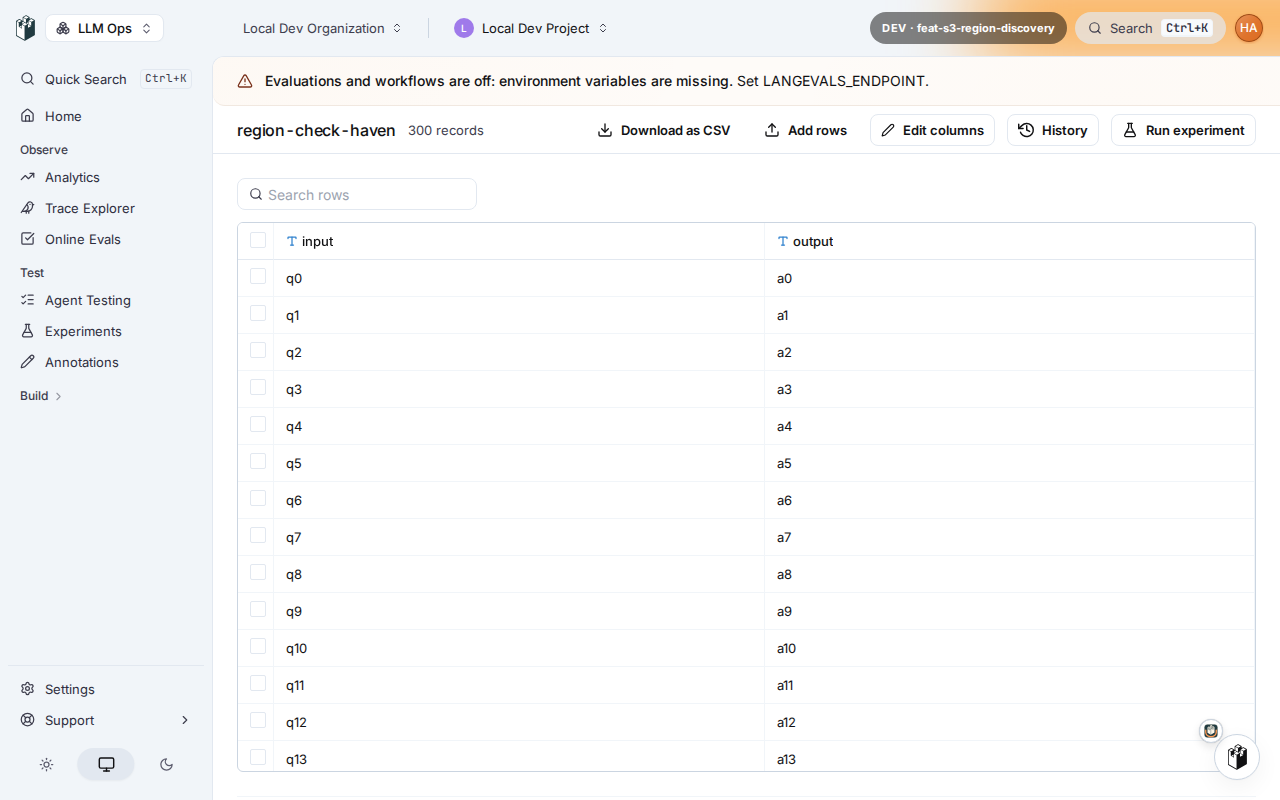 LLM Ops
Local Dev Organization
L
Local Dev Project
DEV · feat-s3-region-discovery
Search Ctrl+K
HA
Quick Search Ctrl+K
Home
Observe
Analytics
Trace Explorer
Online Evals
Test
Agent Testing
Experiments
Annotations
Build
Settings
Support
Evaluations and workflows are off: environment variables are missing. Set LANGEVALS_ENDPOINT.
region-check-haven 300 records
Download as CSV
Add rows
Edit columns
History
Run experiment
Search rows
input output
q0 a0
q1 a1
q2 a2
q3 a3
q4 a4
q5 a5
q6 a6
q7 a7
q8 a8
q9 a9
q10 a10
q11 a11
q12 a12
q13 a13